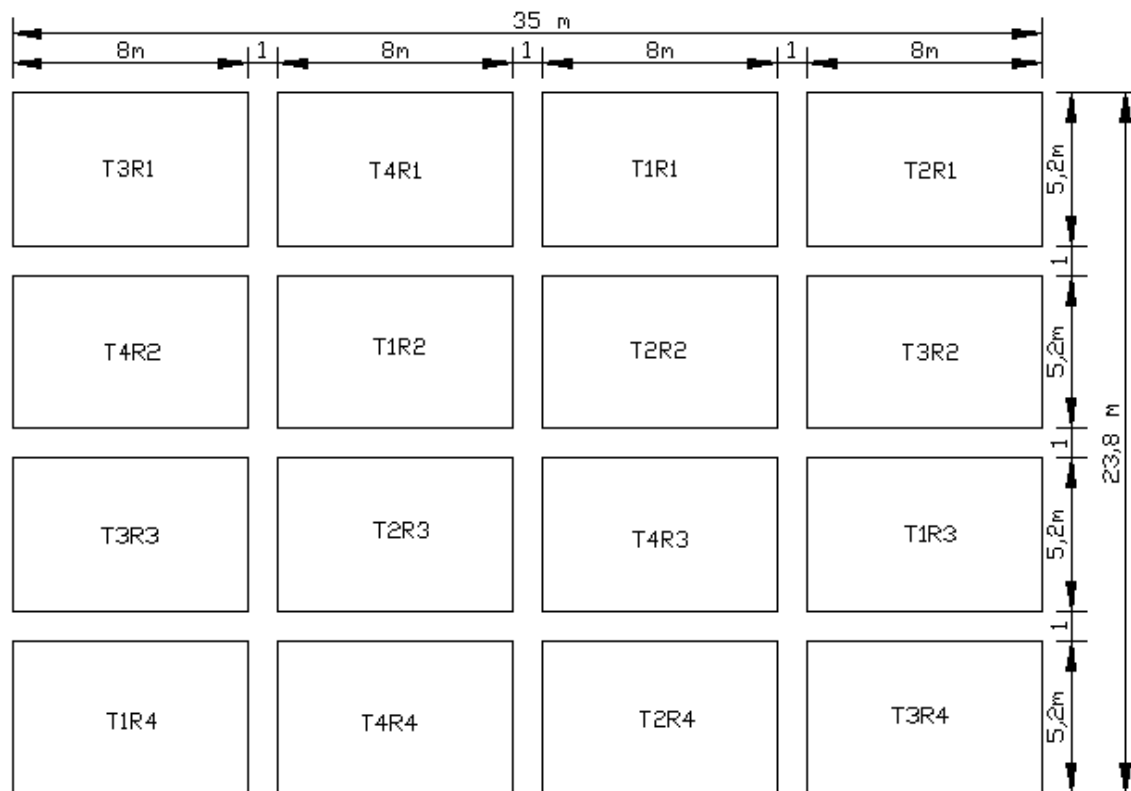 35 m
8m 1 8m 1 8m 1 8m
T3R1 T4R1 T1R1 T2R1
5,2m
1
T4R2 T1R2 T2R2 T3R2
5,2m
1
23,8 m
T3R3 T2R3 T4R3 T1R3
5,2m
1
T1R4 T4R4 T2R4 T3R4
5,2m